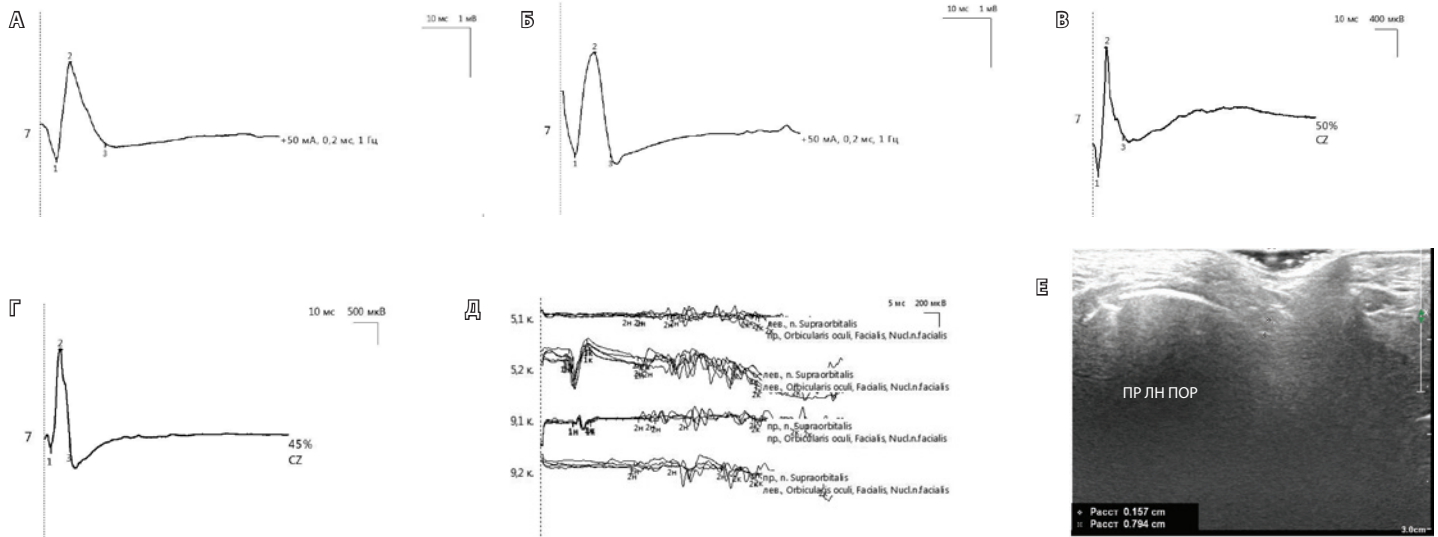 А
10 мс 1 мВ
2
7
1
3
+50 мА, 0,2 мс, 1 Гц
Б
10 мс 1 мВ
2
7
1
3
+50 мА, 0,2 мс, 1 Гц
В
10 мс 400 мкВ
2
7
3
1
50%
CZ
Г
10 мс 500 мкВ
2
7
1
3
45%
CZ
Д
5 мс 200 мкВ
5,1 к.
лев., n. Supraorbitalis
пр., Orbicularis oculi, Facialis, Nucl.n.facialis
5,2 к.
лев., n. Supraorbitalis
лев., Orbicularis oculi, Facialis, Nucl.n.facialis
9,1 к.
пр., n. Supraorbitalis
пр., Orbicularis oculi, Facialis, Nucl.n.facialis
9,2 к.
пр., n. Supraorbitalis
лев., Orbicularis oculi, Facialis, Nucl.n.facialis
Е
ПР ЛН ПОР
Расст 0.157 cm
Расст 0.794 cm
3.0cm